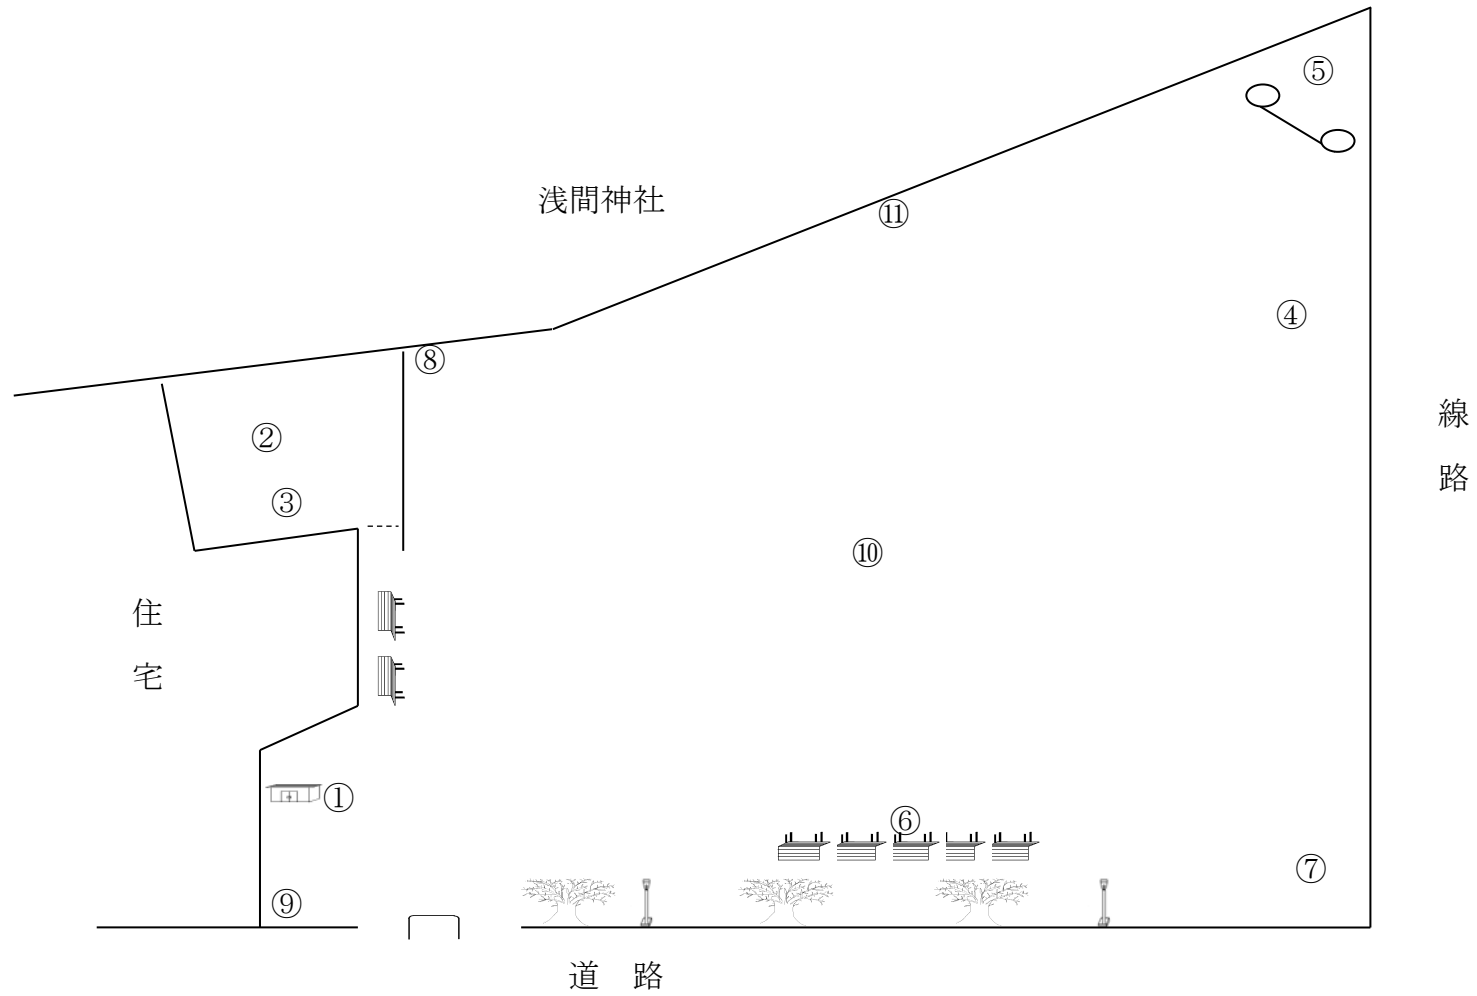 ⑤
浅間神社
⑪
④
⑧
線
路
②
③
⑩
住
宅
①
⑥
⑦
⑨
道　路